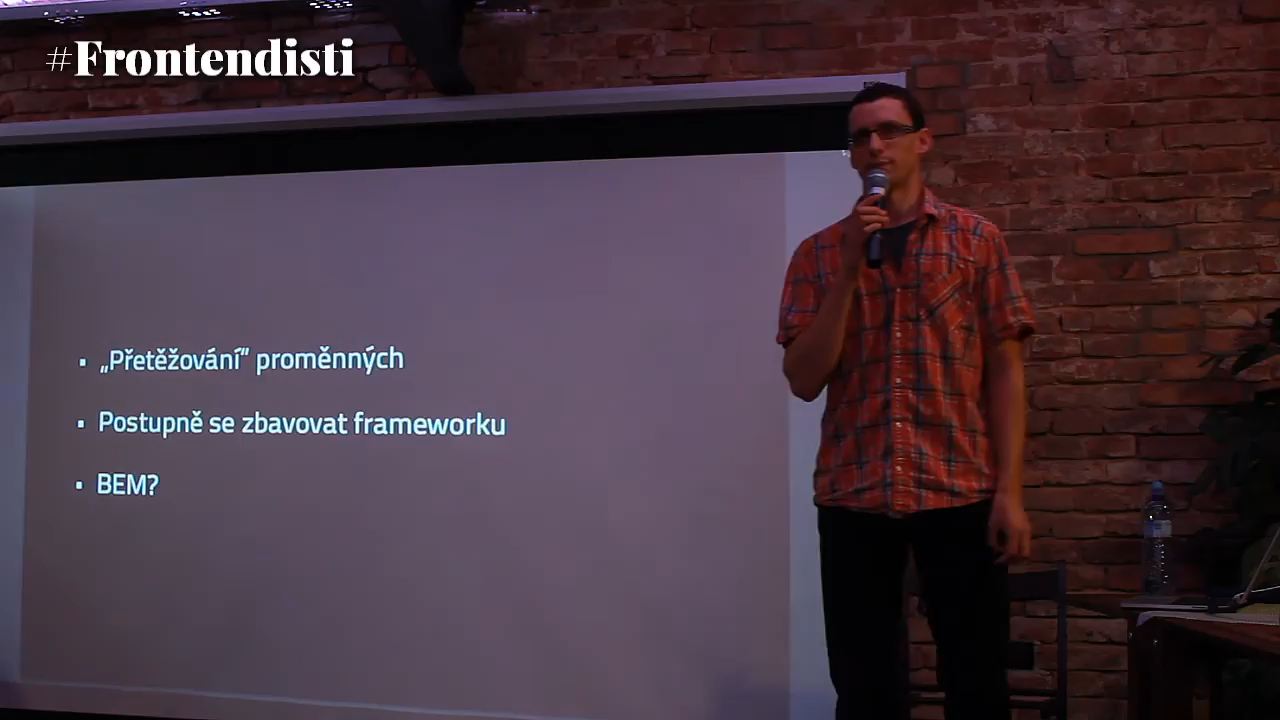 #Frontendisti
▪ „Přetěžování” proměnných
▪ Postupně se zbavovat frameworku
▪ BEM?